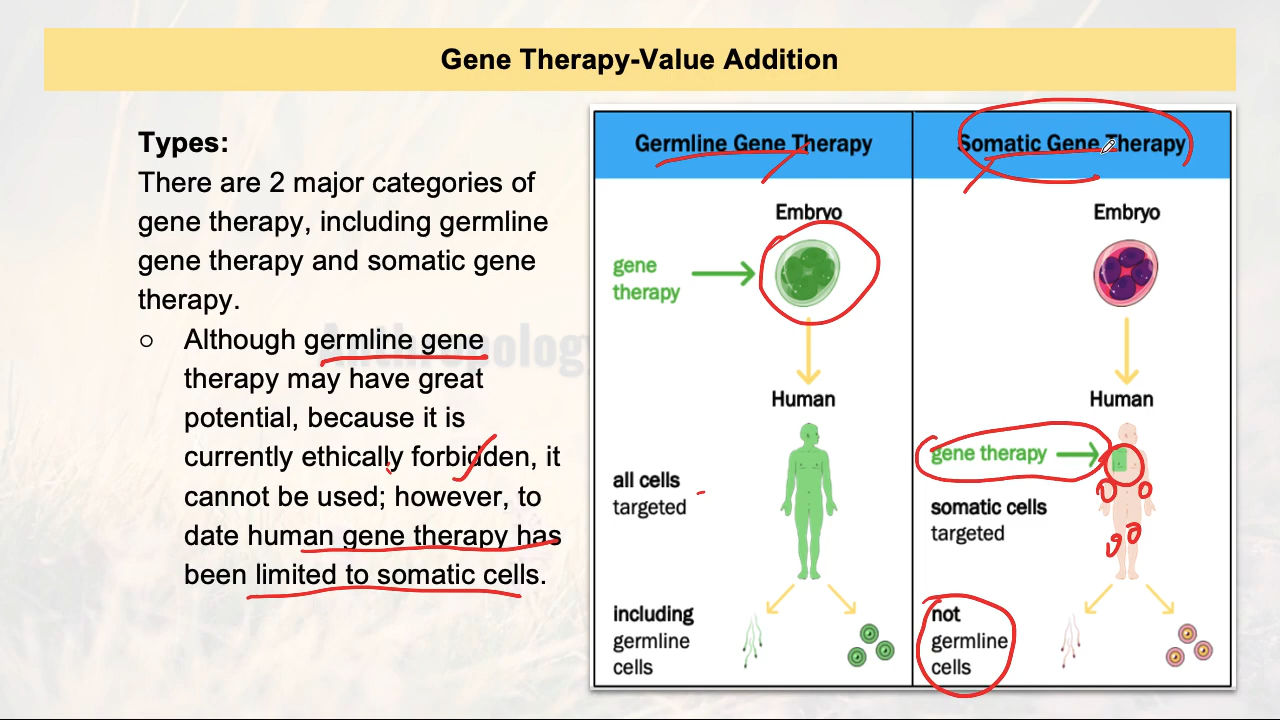 Gene Therapy-Value Addition
Types:
There are 2 major categories of
gene therapy, including germline
gene therapy and somatic gene
therapy.
Although germline gene
therapy may have great
potential, because it is
currently ethically forbidden, it
cannot be used; however, to
date human gene therapy has
been limited to somatic cells.
Anthropology
Germline Gene Therapy
Embryo
gene
therapy
Human
all cells
targeted
including
germline
cells
Somatic Gene Therapy
Embryo
Human
gene therapy
somatic cells
targeted
not
germline
cells